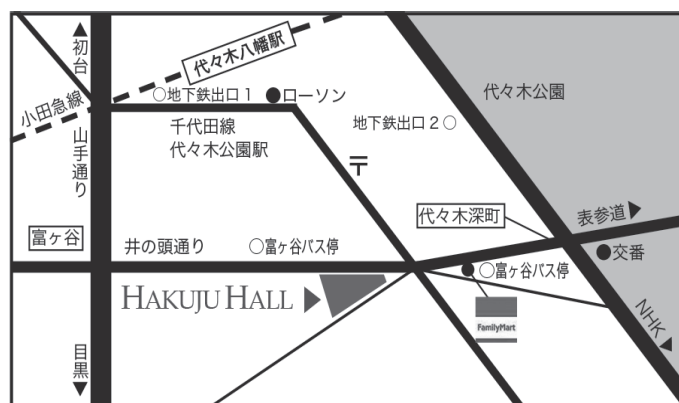 初台
代々木八幡駅
小田急線
地下鉄出口1
ローソン
代々木公園
千代田線
代々木公園駅
地下鉄出口2
山手通り
〒
代々木深町
表参道
富ヶ谷
井の頭通り
富ヶ谷バス停
交番
富ヶ谷バス停
HAKUJU HALL
FamilyMart
NHK
目黒